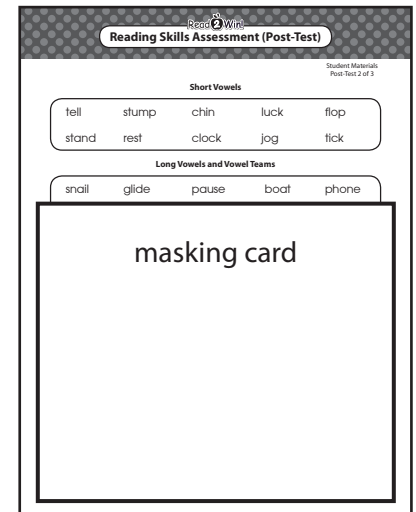 Read 2 Win!
Reading Skills Assessment (Post-Test)
Student Materials
Post-Test 2 of 3
Short Vowels
tell stump chin luck flop
stand rest clock jog tick
Long Vowels and Vowel Teams
snail glide pause boat phone
masking card